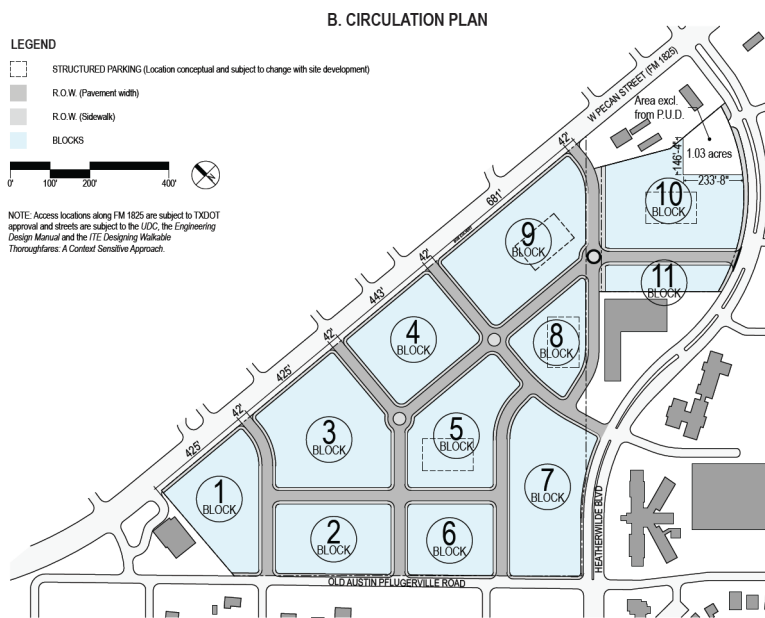 B. CIRCULATION PLAN
LEGEND
STRUCTURED PARKING (Location conceptual and subject to change with site development)
R.O.W. (Pavement width)
R.O.W. (Sidewalk)
BLOCKS
0' 100' 200' 400'
N
NOTE: Access locations along FM 1825 are subject to TXDOT
approval and streets are subject to the UDC, the Engineering
Design Manual and the ITE Designing Walkable
Thoroughfares: A Context Sensitive Approach.
W PECAN STREET (FM 1825)
Area excl.
from P.U.D.
1.03 acres
146'-4"
233'-8"
42'
681'
42'
443'
42'
425'
42'
425'
10
BLOCK
9
BLOCK
11
BLOCK
4
BLOCK
8
BLOCK
3
BLOCK
5
BLOCK
1
BLOCK
7
BLOCK
2
BLOCK
6
BLOCK
HEATHERWILDE BLVD
OLD AUSTIN PFLUGERVILLE ROAD